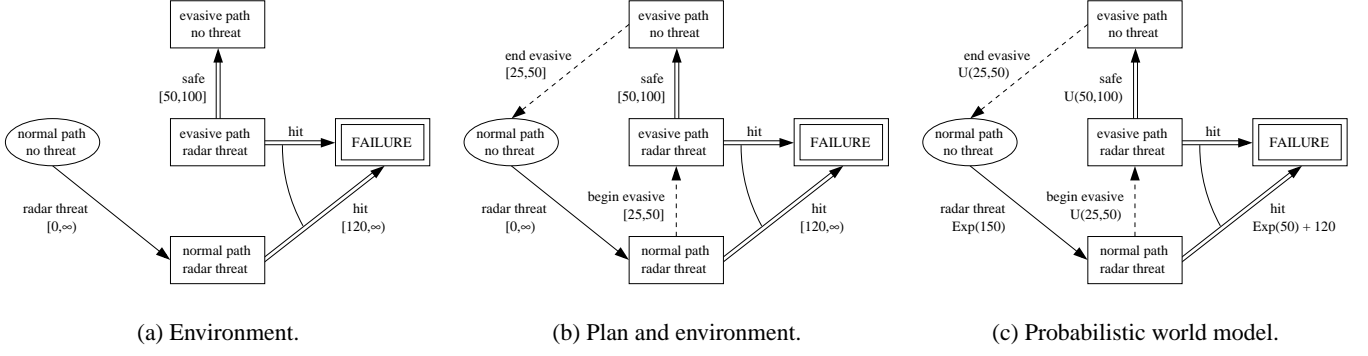 evasive path
no threat
safe
[50,100]
normal path
no threat
evasive path
radar threat
hit
FAILURE
radar threat
[0,∞)
hit
[120,∞)
normal path
radar threat
(a) Environment.
evasive path
no threat
end evasive
[25,50]
safe
[50,100]
normal path
no threat
evasive path
radar threat
hit
FAILURE
radar threat
[0,∞)
begin evasive
[25,50]
hit
[120,∞)
normal path
radar threat
(b) Plan and environment.
evasive path
no threat
end evasive
U(25,50)
safe
U(50,100)
normal path
no threat
evasive path
radar threat
hit
FAILURE
radar threat
Exp(150)
begin evasive
U(25,50)
hit
Exp(50) + 120
normal path
radar threat
(c) Probabilistic world model.